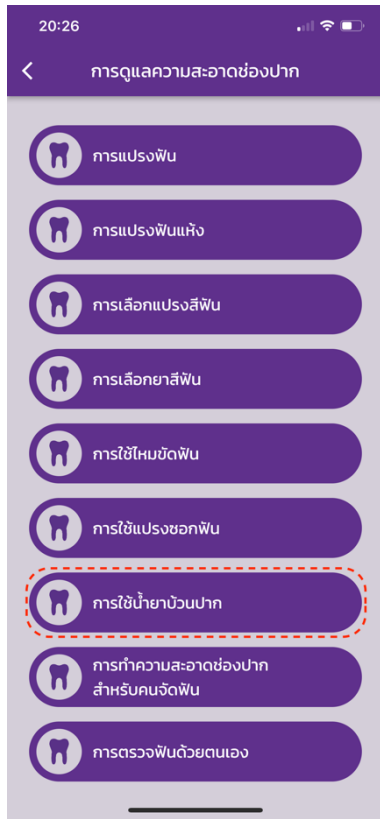 20:26
การดูแลความสะอาดช่องปาก
การแปรงฟัน
การแปรงฟันแห้ง
การเลือกแปรงสีฟัน
การเลือกยาสีฟัน
การใช้ไหมขัดฟัน
การใช้แปรงซอกฟัน
การใช้น้ำยาบ้วนปาก
การทำความสะอาดช่องปาก
สำหรับคนจัดฟัน
การตรวจฟันด้วยตนเอง